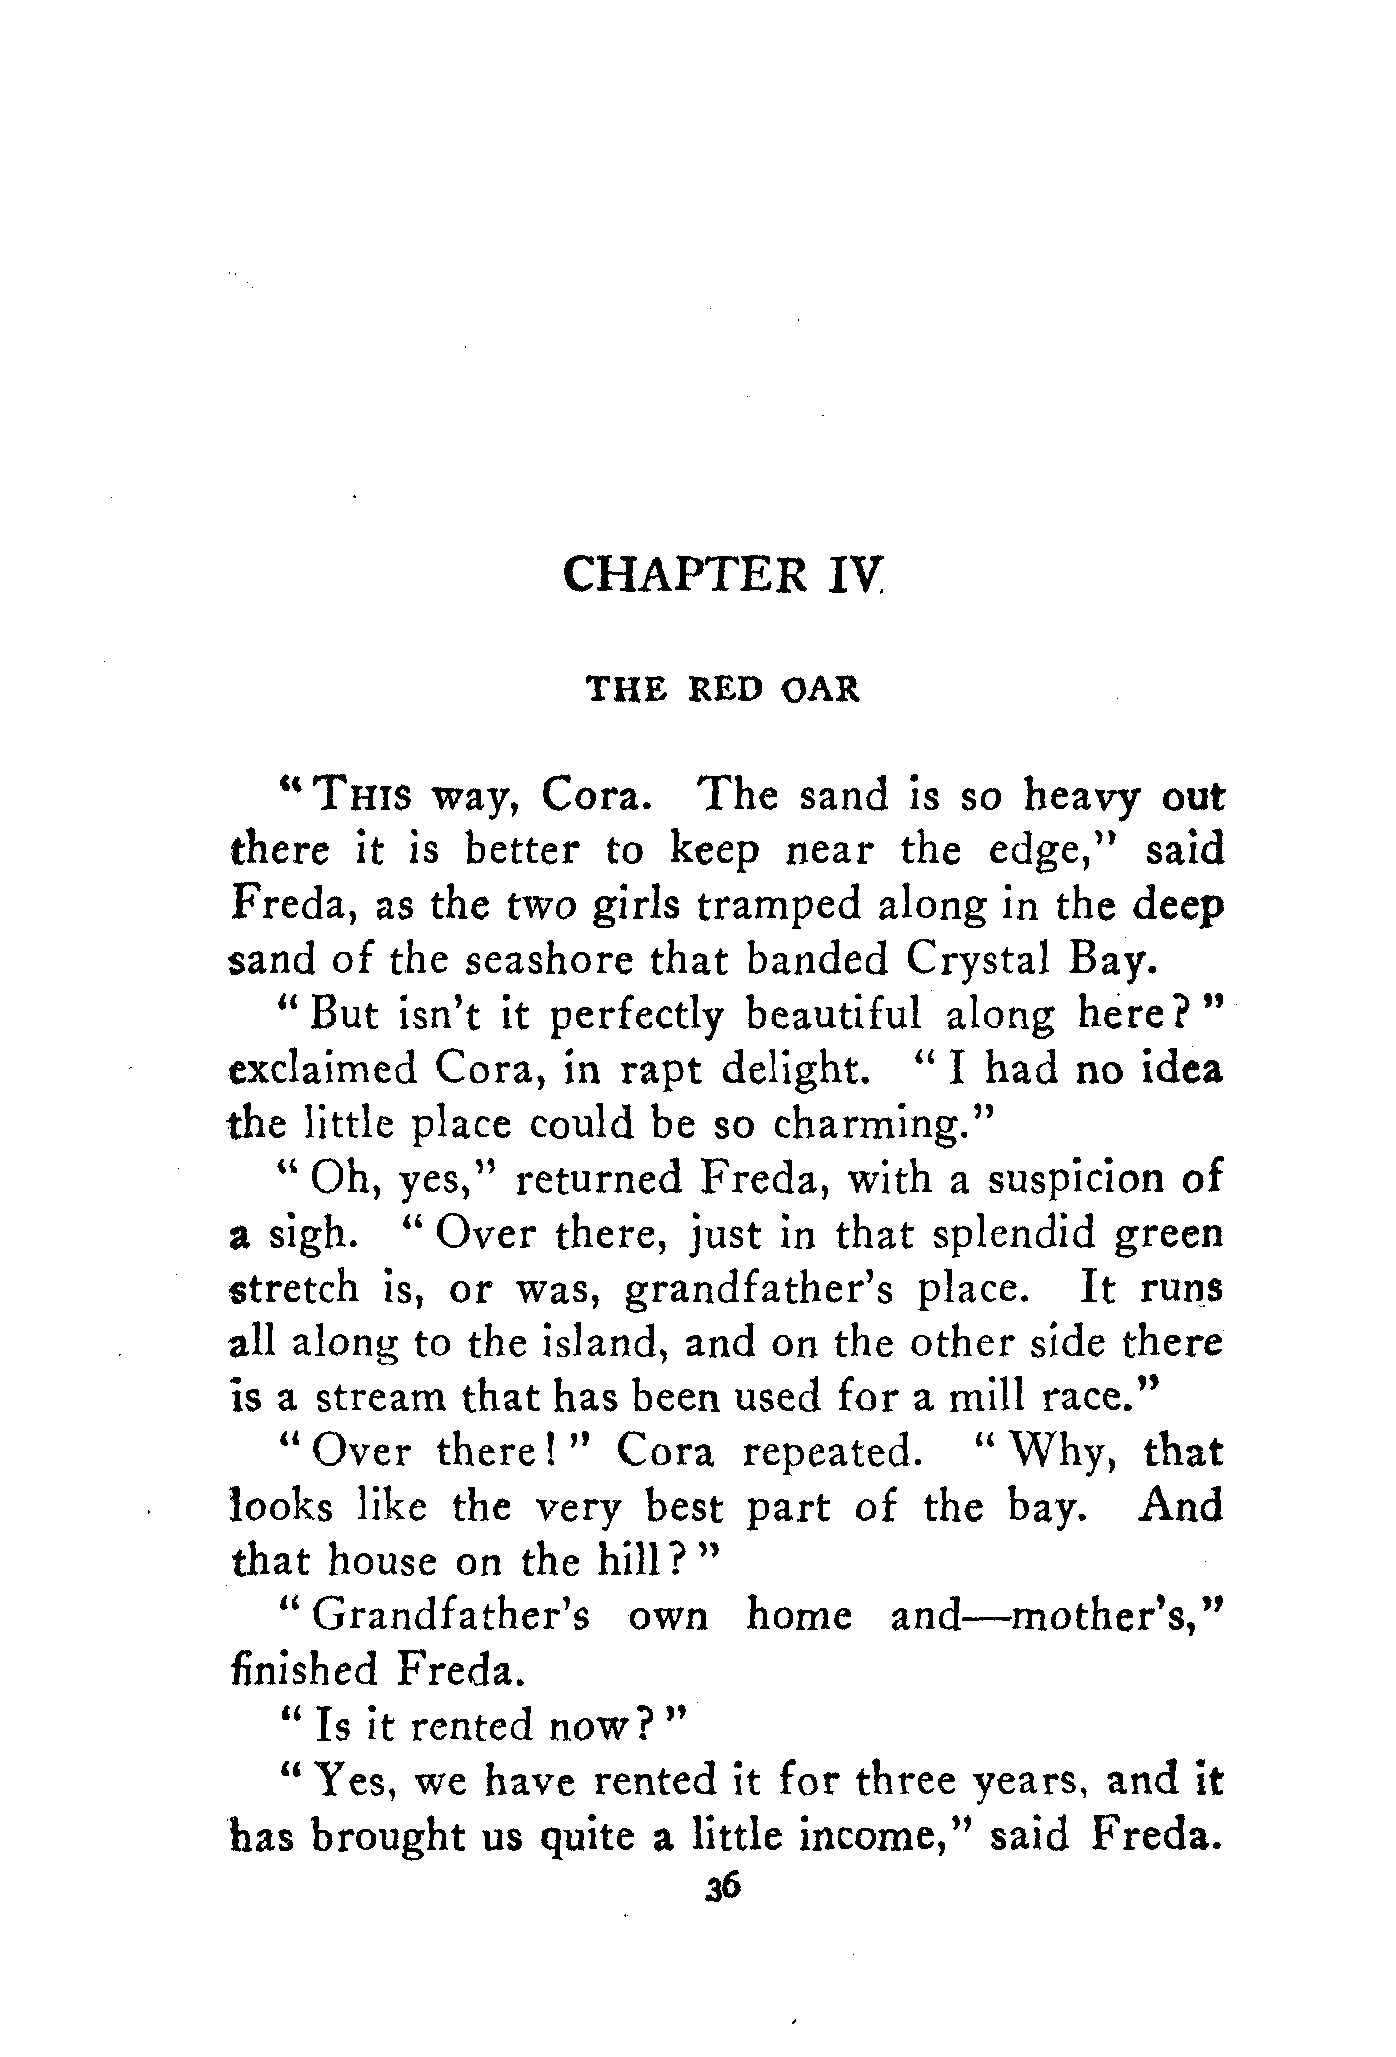 CHAPTER IV
THE RED OAR
“ THIS way, Cora. The sand is so heavy out
there it is better to keep near the edge,” said
Freda, as the two girls tramped along in the deep
sand of the seashore that banded Crystal Bay.
“ But isn’t it perfectly beautiful along here? ”
exclaimed Cora, in rapt delight. “ I had no idea
the little place could be so charming.”
“ Oh, yes,” returned Freda, with a suspicion of
a sigh. “ Over there, just in that splendid green
stretch is, or was, grandfather’s place. It runs
all along to the island, and on the other side there
is a stream that has been used for a mill race.”
“ Over there! ” Cora repeated. “ Why, that
looks like the very best part of the bay. And
that house on the hill? ”
“ Grandfather’s own home and—mother’s,”
finished Freda.
“ Is it rented now? ”
“ Yes, we have rented it for three years, and it
has brought us quite a little income,” said Freda.
36